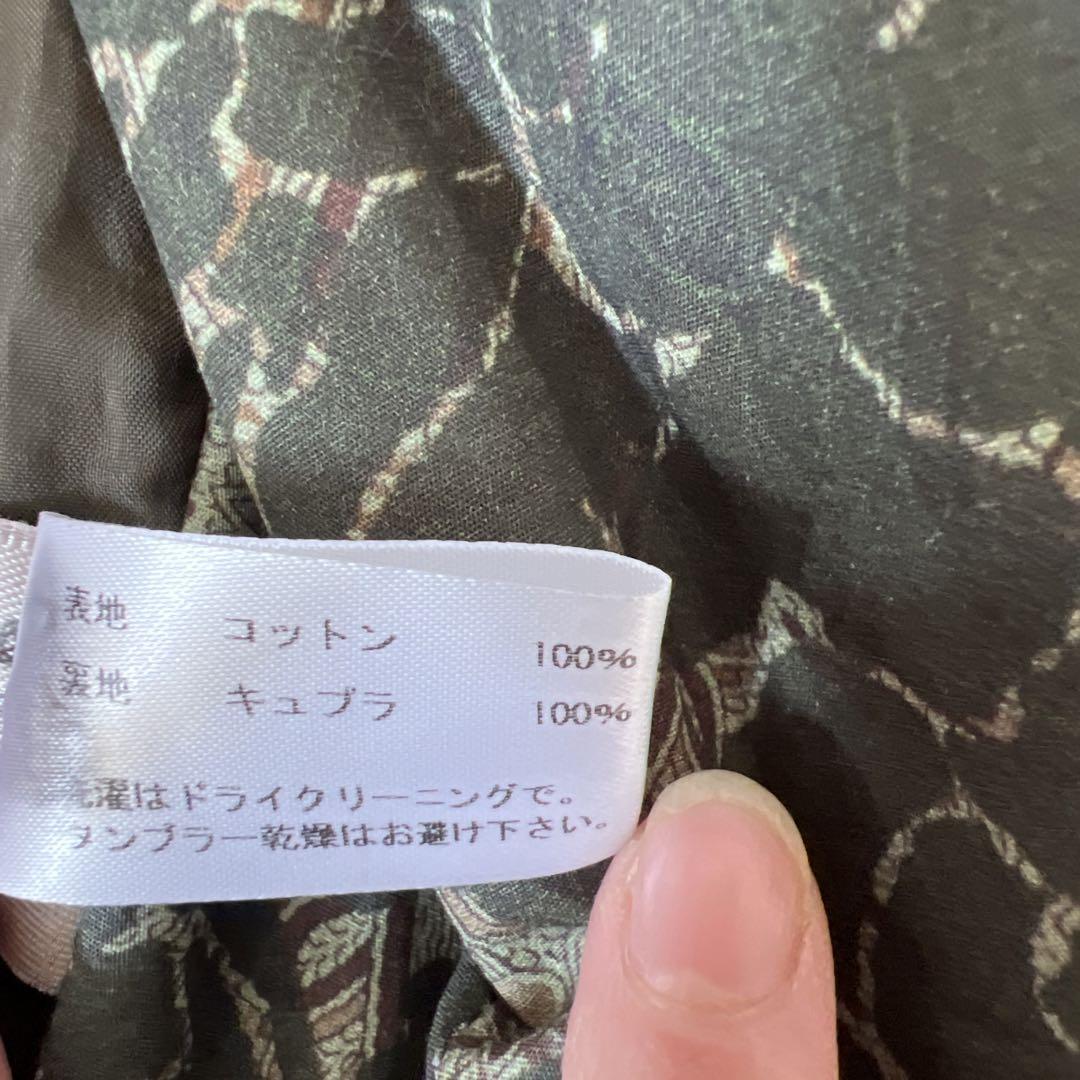 表地 コットン 100%
裏地 キュプラ 100%
洗濯はドライクリーニングで。
タンブラー乾燥はお避け下さい。